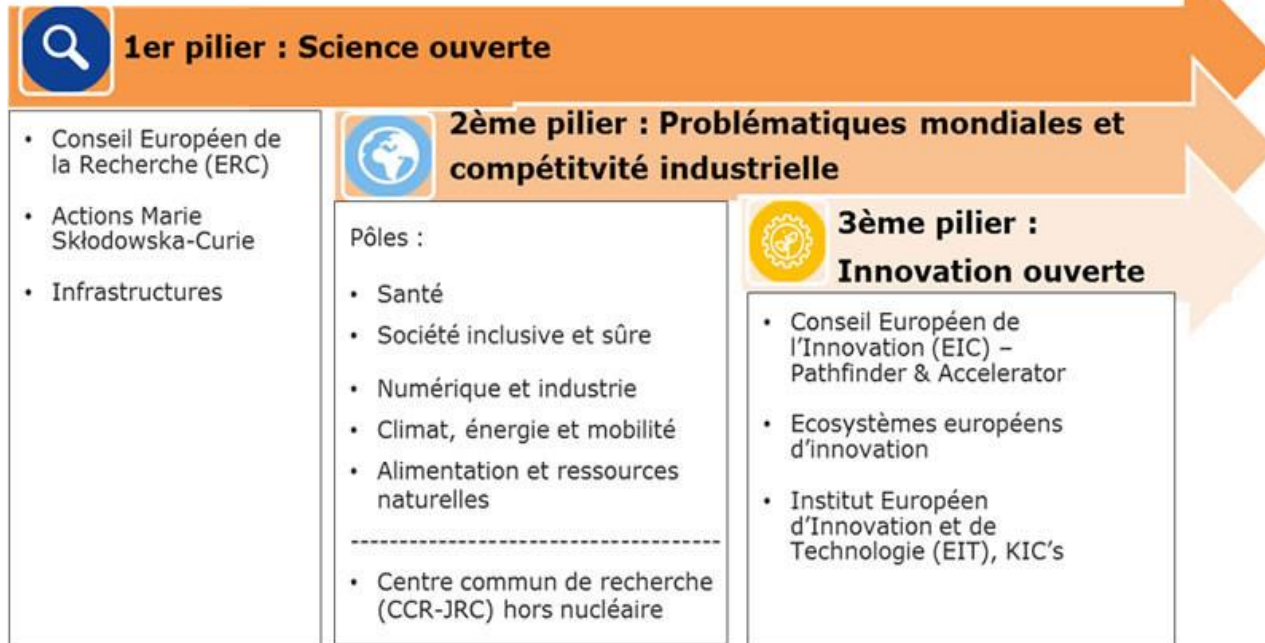 1er pilier : Science ouverte
• Conseil Européen de
la Recherche (ERC)
• Actions Marie
Skłodowska-Curie
• Infrastructures
2ème pilier : Problématiques mondiales et
compétitvité industrielle
Pôles :
• Santé
• Société inclusive et sûre
• Numérique et industrie
• Climat, énergie et mobilité
• Alimentation et ressources
naturelles
--------------------------------------
• Centre commun de recherche
(CCR-JRC) hors nucléaire
3ème pilier :
Innovation ouverte
• Conseil Européen de
l’Innovation (EIC) –
Pathfinder & Accelerator
• Ecosystèmes européens
d’innovation
• Institut Européen
d’Innovation et de
Technologie (EIT), KIC’s